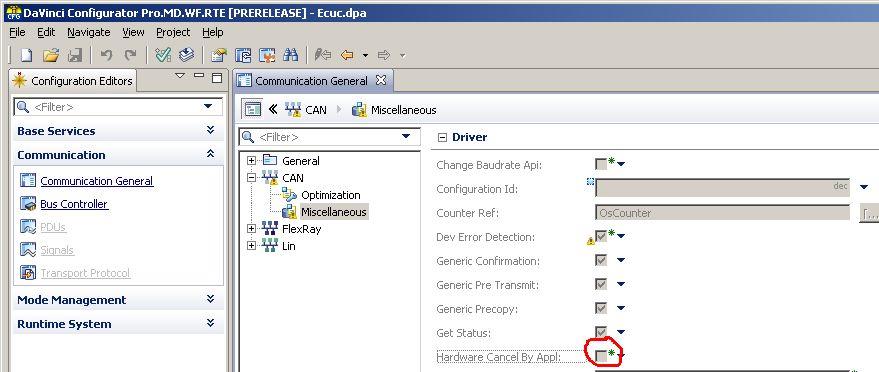 DaVinci Configurator Pro.MD.WF.RTE [PRERELEASE] - Ecuc.dpa
File Edit Navigate View Project Help
Configuration Editors
<Filter>
Base Services
Communication
Communication General
Bus Controller
PDUs
Signals
Transport Protocol
Mode Management
Runtime System
Communication General
CAN Miscellaneous
<Filter>
General
CAN
Optimization
Miscellaneous
FlexRay
Lin
Driver
Change Baudrate Api:
Configuration Id: dec
Counter Ref: OsCounter [...
Dev Error Detection:
Generic Confirmation:
Generic Pre Transmit:
Generic Precopy:
Get Status:
Hardware Cancel By Appl: